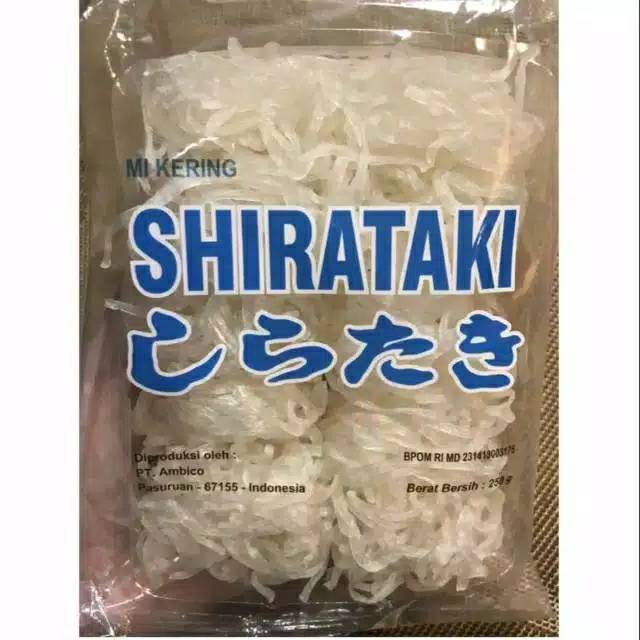 MI KERING
SHIRATAKI
しらたき
Diproduksi oleh :
PT. Ambico
Pasuruan - 67155 - Indonesia
BPOM RI MD
Berat Bersih : 250 g